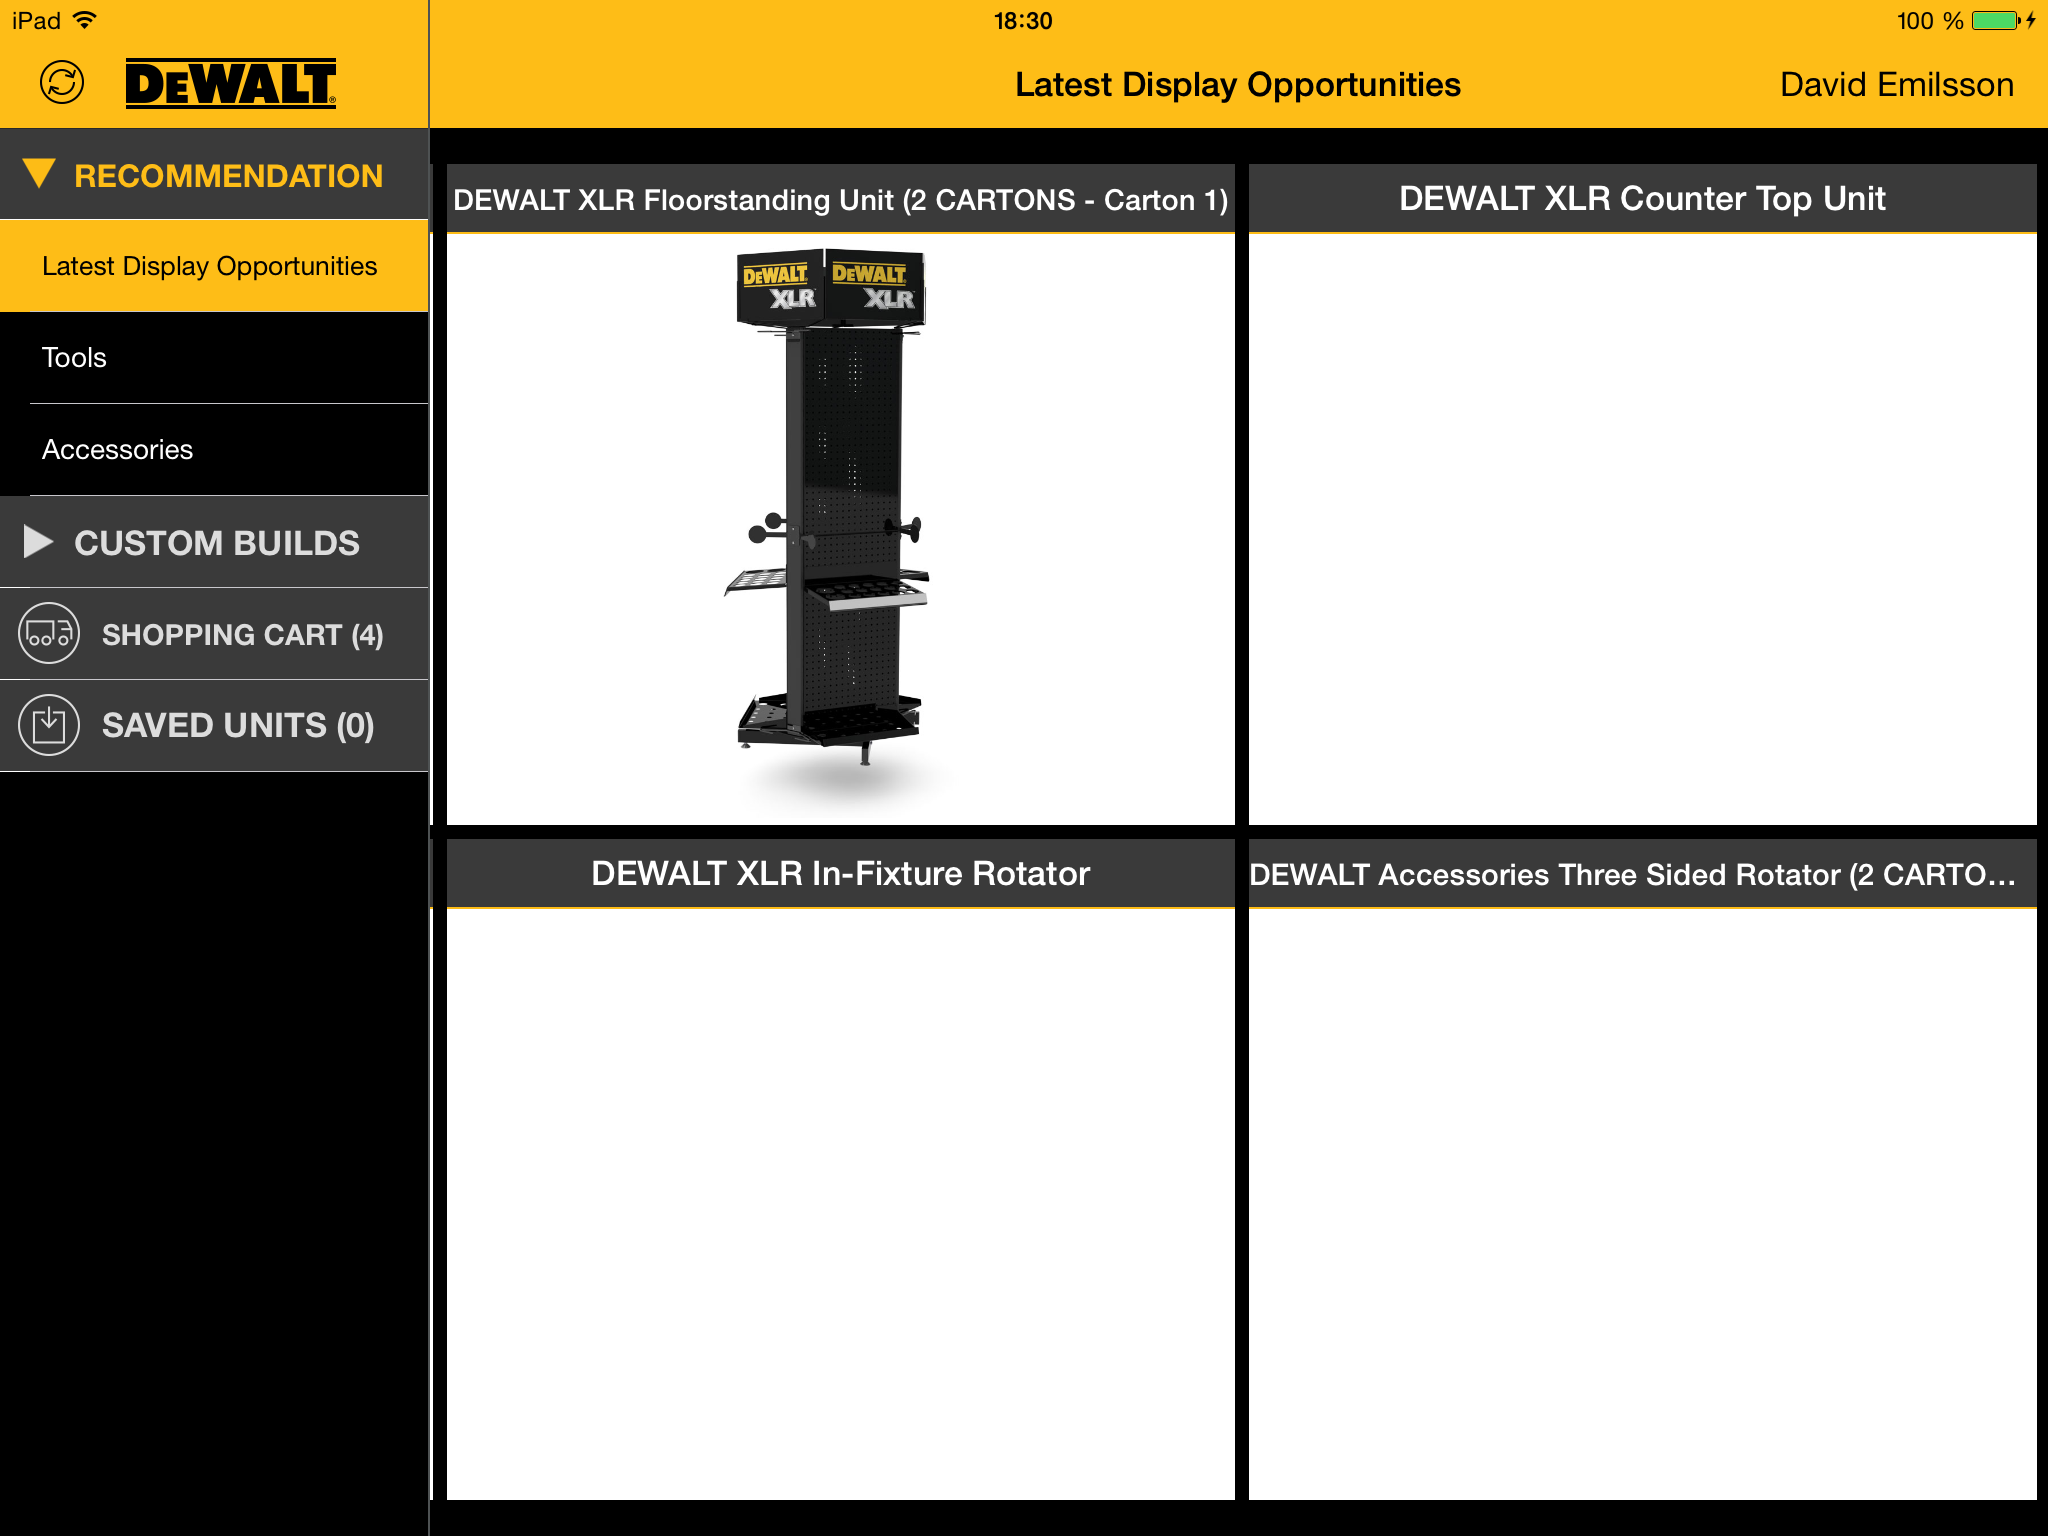 iPad
18:30
100 %
DEWALT®
Latest Display Opportunities
David Emilsson
RECOMMENDATION
Latest Display Opportunities
Tools
Accessories
CUSTOM BUILDS
SHOPPING CART (4)
SAVED UNITS (0)
DEWALT XLR Floorstanding Unit (2 CARTONS - Carton 1)
DEWALT
XLR
DEWALT
XLR
DEWALT XLR Counter Top Unit
DEWALT XLR In-Fixture Rotator
DEWALT Accessories Three Sided Rotator (2 CARTO...